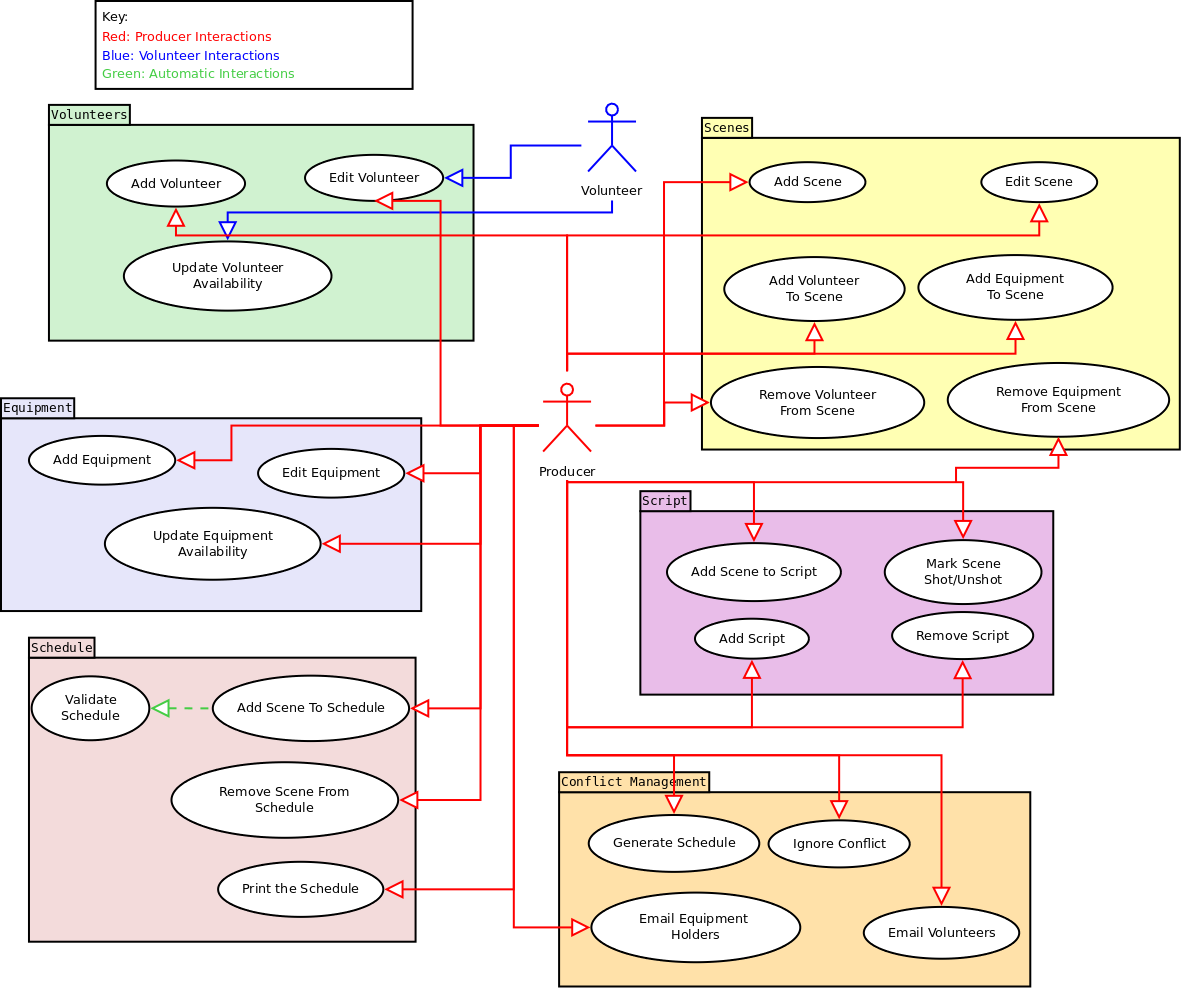 Key:
Red: Producer Interactions
Blue: Volunteer Interactions
Green: Automatic Interactions
Volunteers
Add Volunteer
Edit Volunteer
Update Volunteer
Availability
Volunteer
Scenes
Add Scene
Edit Scene
Add Volunteer
To Scene
Add Equipment
To Scene
Remove Volunteer
From Scene
Remove Equipment
From Scene
Producer
Equipment
Add Equipment
Edit Equipment
Update Equipment
Availability
Script
Add Scene to Script
Mark Scene
Shot/Unshot
Add Script
Remove Script
Schedule
Validate
Schedule
Add Scene To Schedule
Remove Scene From
Schedule
Print the Schedule
Conflict Management
Generate Schedule
Ignore Conflict
Email Equipment
Holders
Email Volunteers